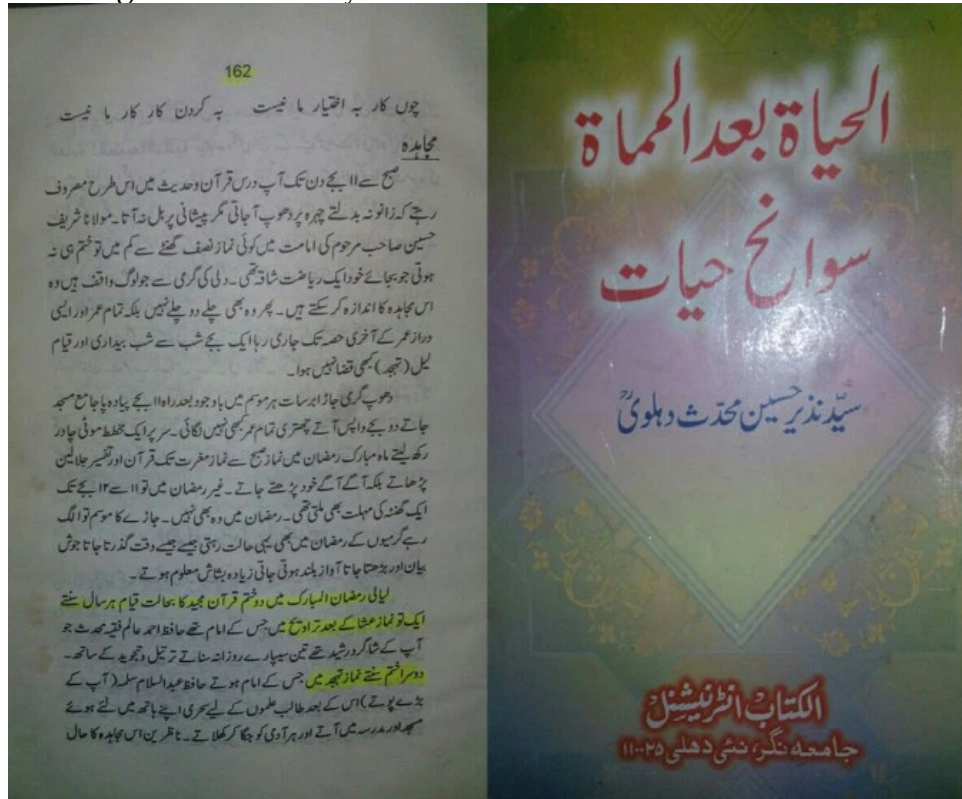 162
چوں کار بہ اختیار ما نیست بہ کردن کار کار ما نیست
مجاہدہ
صبح سے ۱۱ بجے دن تک آپ درس قرآن وحدیث میں اس طرح مصروف
رہتے کہ زانو نہ بدلتے چہرہ پر دھوپ آ جاتی مگر پیشانی پر بل نہ آتا۔ مولانا شریف
حسین صاحب مرحوم کی امامت میں کوئی نماز نصف گھنٹے سے کم میں تو ختم ہی نہ
ہوتی جو بجائے خود ایک ریاضت شاقہ تھی۔ دلی کی گرمی سے جو لوگ واقف ہیں وہ
اس مجاہدہ کا اندازہ کر سکتے ہیں۔ پھر وہ بھی چلے دو چلے نہیں بلکہ تمام عمر اور ایسی
دراز عمر کے آخری حصہ تک جاری رہا ایک بجے شب سے شب بیداری اور قیام
لیل (تہجد) کبھی قضا نہیں ہوا۔
دھوپ گرمی جاڑا برسات ہر موسم میں باوجود بعد راہ ۱۱ بجے پیادہ پا جامع مسجد
جاتے دو بجے واپس آتے چھتری تمام عمر کبھی نہیں لگائی۔ سر پر ایک موٹی چادر
رکھ لیتے ماہ مبارک رمضان میں نماز صبح سے نماز مغرب تک قرآن اور تفسیر جلالین
پڑھاتے بلکہ آگے آگے خود پڑھتے جاتے۔ غیر رمضان میں تو ۱۱ سے ۱۲ بجے تک
ایک گھنٹہ کی مہلت بھی ملتی تھی۔ رمضان میں وہ بھی نہیں۔ جاڑے کا موسم تو الگ
رہے گرمیوں کے رمضان میں بھی یہی حالت رہتی جیسے جیسے وقت گذرتا جاتا جوش
بیان اور بڑھتا جاتا آواز بلند ہوتی جاتی زیادہ بشاش معلوم ہوتے۔
لیالی رمضان المبارک میں دو ختم قرآن مجید کا بحالت قیام ہر سال سنتے
ایک تو نماز عشا کے بعد تراویح میں جس کے امام تھے حافظ احمد عالم فقیہ محدث جو
آپ کے شاگرد رشید تھے تین سیپارے روزانہ سناتے ترتیل و تجوید کے ساتھ۔
دوسرا ختم سنتے نماز تہجد میں جس کے امام ہوتے حافظ عبدالسلام سلمہ (آپ کے
بڑے پوتے) اس کے بعد طالب علموں کے لیے سحری اپنے ہاتھ میں لئے ہوئے
مسجد اور مدرسہ میں آتے اور ہر آدمی کو جگا کر کھلاتے۔ ناظرین اس مجاہدہ کا حال
الحیاۃ بعد المماۃ
سوانح حیات
سیّد نذیر حسین محدّث دہلویؒ
الکتاب انٹرنیشنل
جامعہ نگر، نئی دھلی ۱۱۰۰۲۵